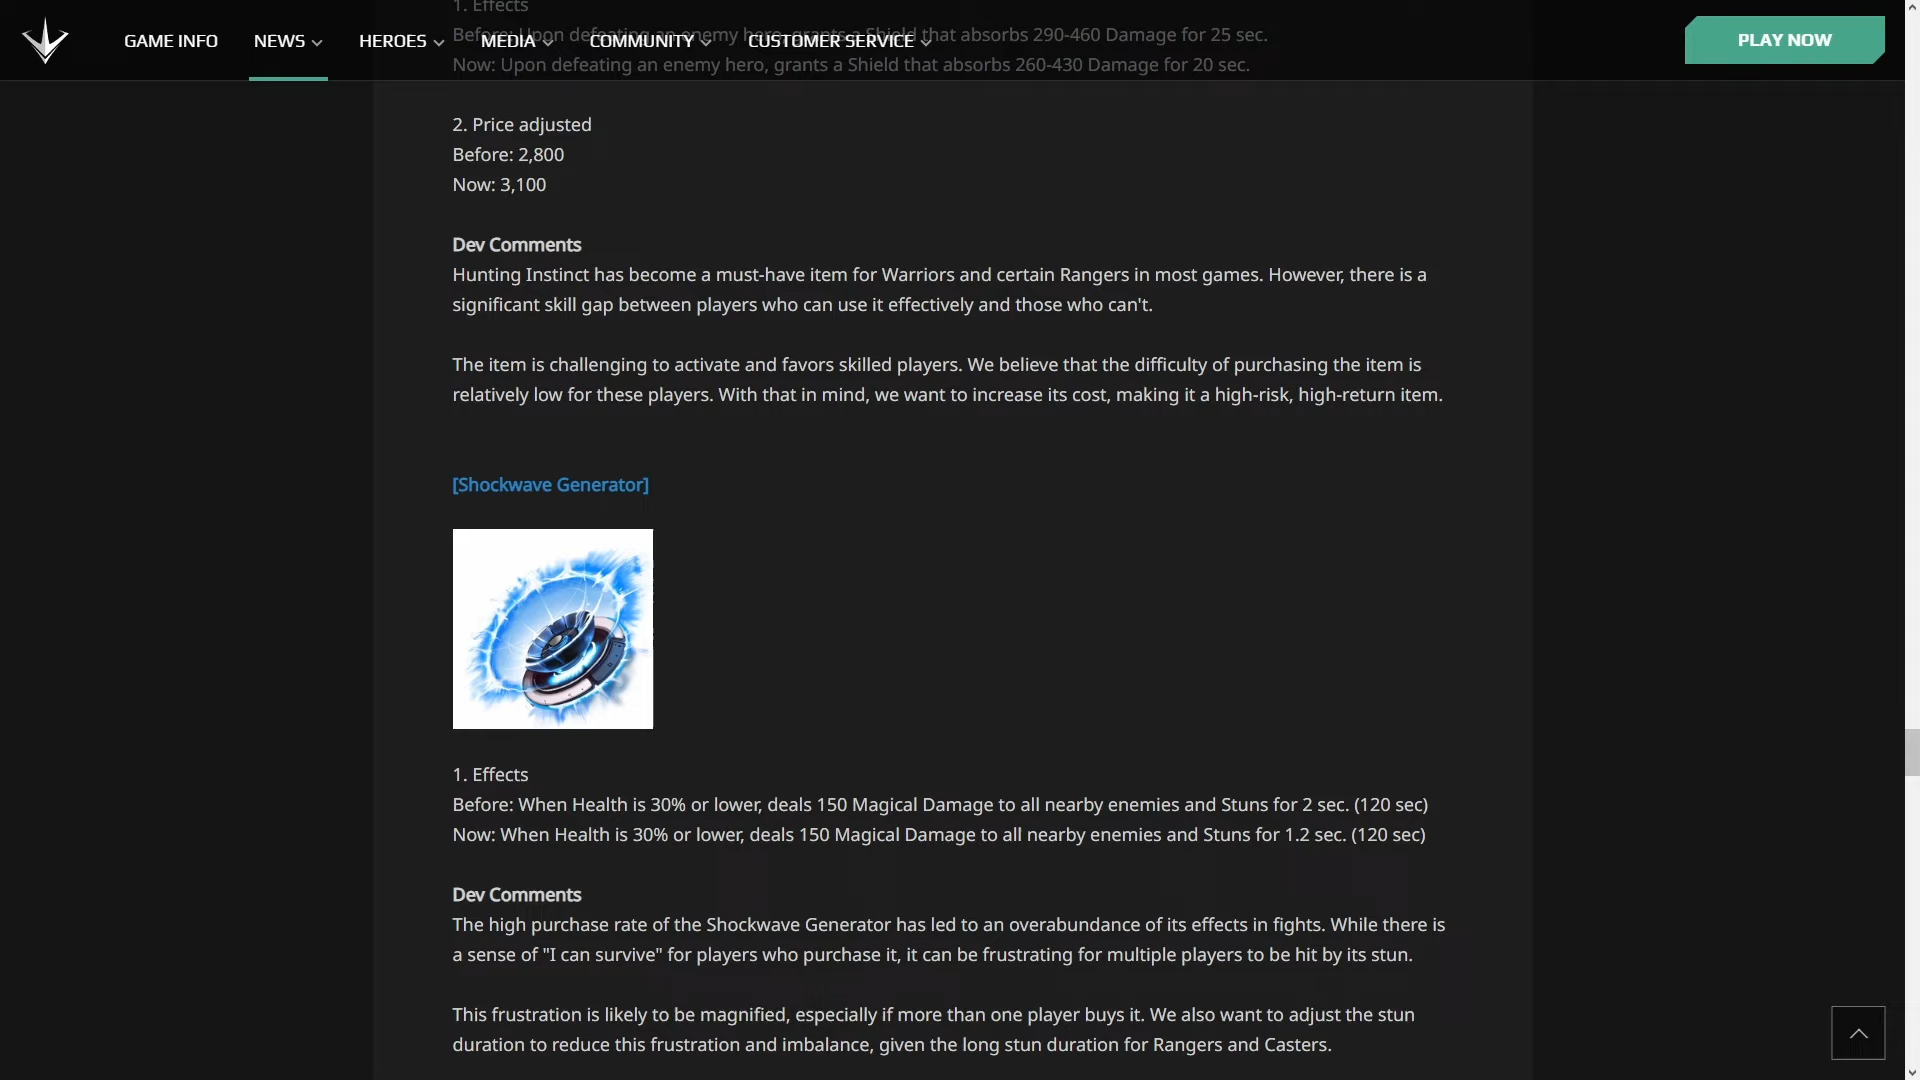 1. Effects
Before: Upon defeating an enemy hero, grants a Shield that absorbs 290-460 Damage for 25 sec.
GAME INFO
NEWS
HEROES
MEDIA
COMMUNITY
CUSTOMER SERVICE
PLAY NOW
Now: Upon defeating an enemy hero, grants a Shield that absorbs 260-430 Damage for 20 sec.
2. Price adjusted
Before: 2,800
Now: 3,100
Dev Comments
Hunting Instinct has become a must-have item for Warriors and certain Rangers in most games. However, there is a
significant skill gap between players who can use it effectively and those who can't.
The item is challenging to activate and favors skilled players. We believe that the difficulty of purchasing the item is
relatively low for these players. With that in mind, we want to increase its cost, making it a high-risk, high-return item.
[Shockwave Generator]
1. Effects
Before: When Health is 30% or lower, deals 150 Magical Damage to all nearby enemies and Stuns for 2 sec. (120 sec)
Now: When Health is 30% or lower, deals 150 Magical Damage to all nearby enemies and Stuns for 1.2 sec. (120 sec)
Dev Comments
The high purchase rate of the Shockwave Generator has led to an overabundance of its effects in fights. While there is
a sense of "I can survive" for players who purchase it, it can be frustrating for multiple players to be hit by its stun.
This frustration is likely to be magnified, especially if more than one player buys it. We also want to adjust the stun
duration to reduce this frustration and imbalance, given the long stun duration for Rangers and Casters.